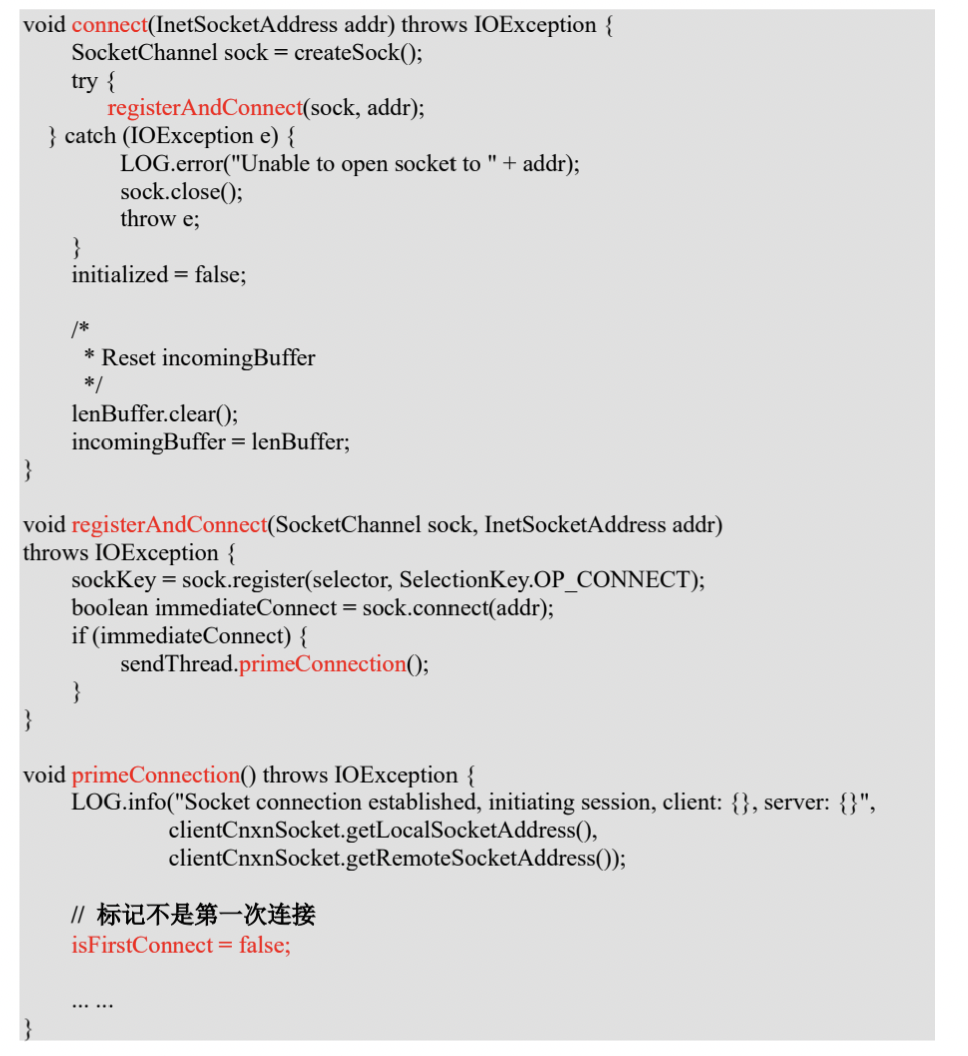 void connect(InetSocketAddress addr) throws IOException {
SocketChannel sock = createSock();
try {
registerAndConnect(sock, addr);
} catch (IOException e) {
LOG.error("Unable to open socket to " + addr);
sock.close();
throw e;
}
initialized = false;
/*
* Reset incomingBuffer
*/
lenBuffer.clear();
incomingBuffer = lenBuffer;
}
void registerAndConnect(SocketChannel sock, InetSocketAddress addr)
throws IOException {
sockKey = sock.register(selector, SelectionKey.OP_CONNECT);
boolean immediateConnect = sock.connect(addr);
if (immediateConnect) {
sendThread.primeConnection();
}
}
void primeConnection() throws IOException {
LOG.info("Socket connection established, initiating session, client: {}, server: {}",
clientCnxnSocket.getLocalSocketAddress(),
clientCnxnSocket.getRemoteSocketAddress());
// 标记不是第一次连接
isFirstConnect = false;
... ...
}